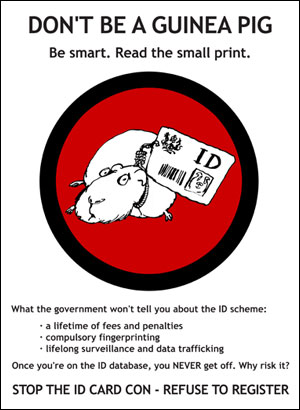 DON'T BE A GUINEA PIG
Be smart. Read the small print.
ID
What the government won't tell you about the ID scheme:
· a lifetime of fees and penalties
· compulsory fingerprinting
· lifelong surveillance and data trafficking
Once you're on the ID database, you NEVER get off. Why risk it?
STOP THE ID CARD CON - REFUSE TO REGISTER